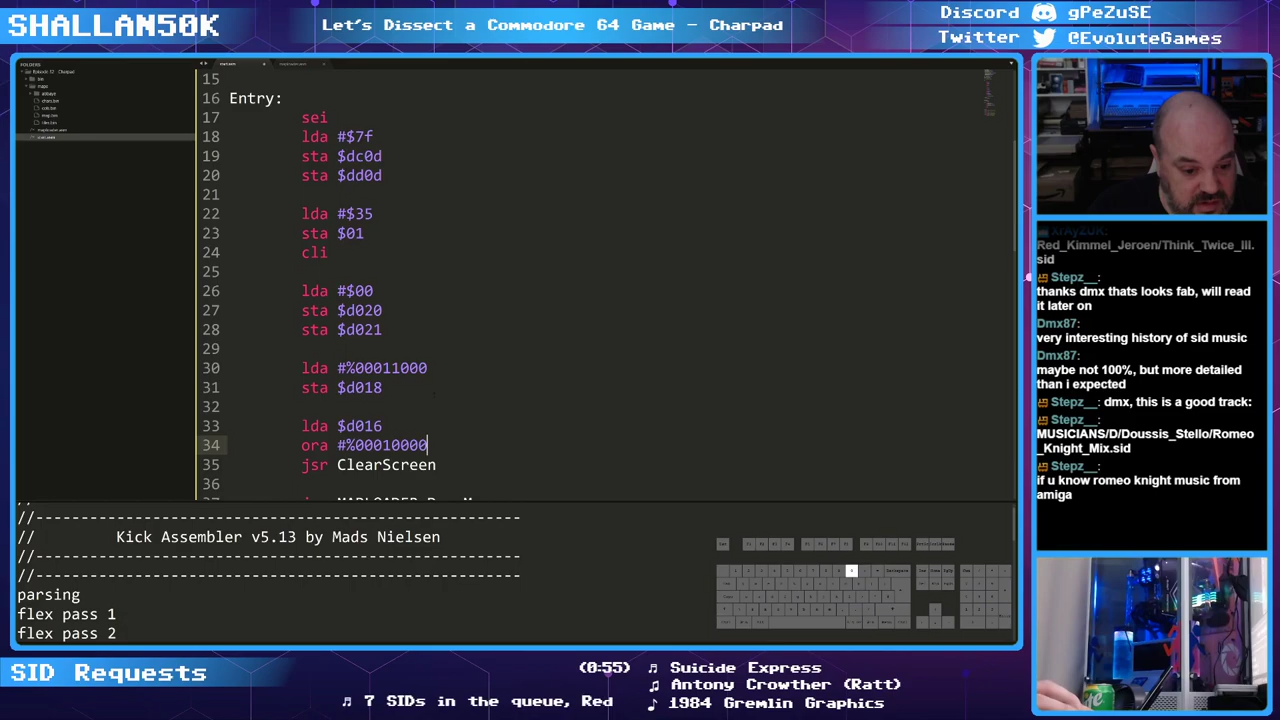 SHALLAN50K
Let's Dissect a Commodore 64 Game - Charpad
Discord gPeZuSE
Twitter @EvoluteGames
FOLDERS
15
16 Entry:
17 sei
18 lda #$7f
19 sta $dc0d
20 sta $dd0d
21
22 lda #$35
23 sta $01
24 cli
25
26 lda #$00
27 sta $d020
28 sta $d021
29
30 lda #%00011000
31 sta $d018
32
33 lda $d016
34 ora #%00010000
35 jsr ClearScreen
36
//------------------------------------------------------
// Kick Assembler v5.13 by Mads Nielsen
//------------------------------------------------------
//------------------------------------------------------
parsing
flex pass 1
flex pass 2
XrAyZuK:
Red_Kimmel_Jeroen/Think_Twice_III.
sid
Stepz__:
thanks dmx thats looks fab, will read
it later on
Dmx87:
very interesting history of sid music
Dmx87:
maybe not 100%, but more detailed
than i expected
Stepz__: dmx, this is a good track:
Stepz__:
MUSICIANS/D/Doussis_Stello/Romeo
_Knight_Mix.sid
Stepz__:
if u know romeo knight music from
amiga
SID Requests
(0:55) ♬ Suicide Express
♫ Antony Crowther (Ratt)
♪ 1984 Gremlin Graphics
♬ 7 SIDs in the queue, Red